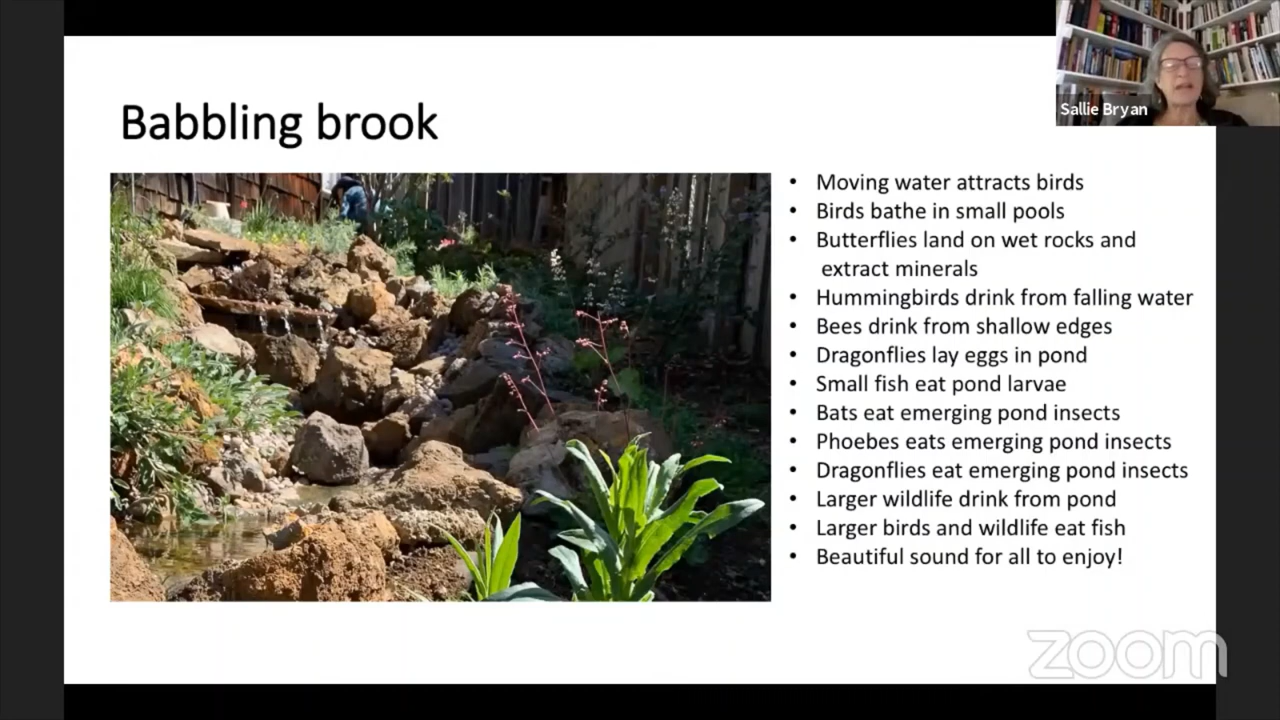 Sallie Bryan
Babbling brook
• Moving water attracts birds
• Birds bathe in small pools
• Butterflies land on wet rocks and
extract minerals
• Hummingbirds drink from falling water
• Bees drink from shallow edges
• Dragonflies lay eggs in pond
• Small fish eat pond larvae
• Bats eat emerging pond insects
• Phoebes eats emerging pond insects
• Dragonflies eat emerging pond insects
• Larger wildlife drink from pond
• Larger birds and wildlife eat fish
• Beautiful sound for all to enjoy!
zoom